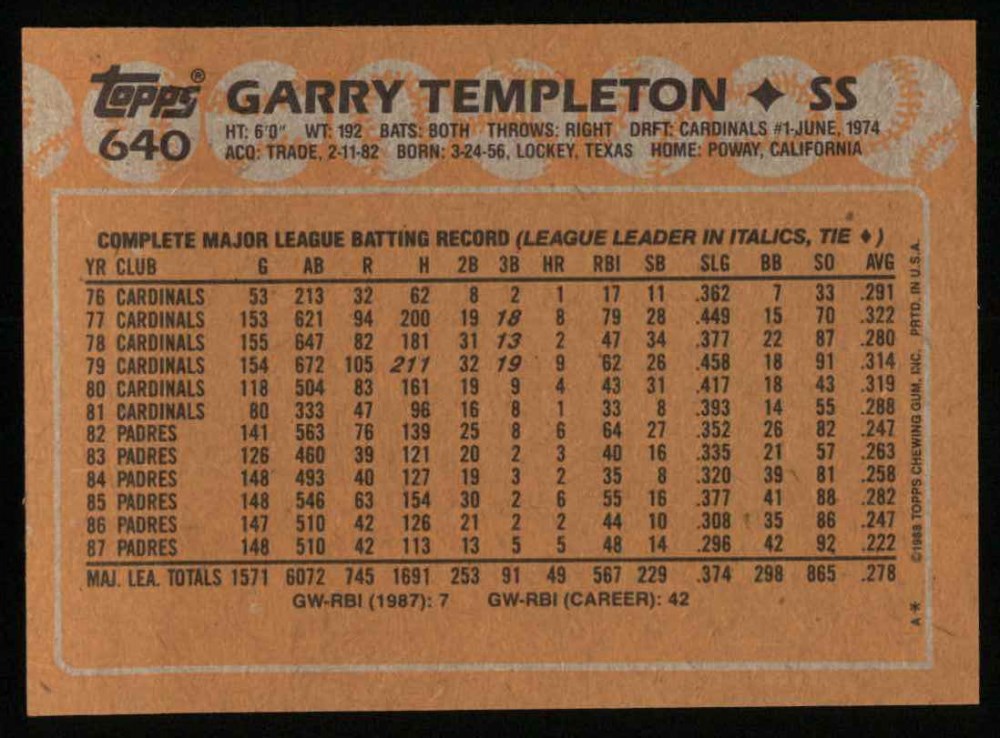 Topps® GARRY TEMPLETON ♦ SS
640 HT: 6'0" WT: 192 BATS: BOTH THROWS: RIGHT DRFT: CARDINALS #1-JUNE, 1974
ACQ: TRADE, 2-11-82 BORN: 3-24-56, LOCKEY, TEXAS HOME: POWAY, CALIFORNIA
COMPLETE MAJOR LEAGUE BATTING RECORD (LEAGUE LEADER IN ITALICS, TIE ♦)
YR CLUB G AB R H 2B 3B HR RBI SB SLG BB SO AVG
76 CARDINALS 53 213 32 62 8 2 1 17 11 .362 7 33 .291
77 CARDINALS 153 621 94 200 19 18 8 79 28 .449 15 70 .322
78 CARDINALS 155 647 82 181 31 13 2 47 34 .377 22 87 .280
79 CARDINALS 154 672 105 211 32 19 9 62 26 .458 18 91 .314
80 CARDINALS 118 504 83 161 19 9 4 43 31 .417 18 43 .319
81 CARDINALS 80 333 47 96 16 8 1 33 8 .393 14 55 .288
82 PADRES 141 563 76 139 25 8 6 64 27 .352 26 82 .247
83 PADRES 126 460 39 121 20 2 3 40 16 .335 21 57 .263
84 PADRES 148 493 40 127 19 3 2 35 8 .320 39 81 .258
85 PADRES 148 546 63 154 30 2 6 55 16 .377 41 88 .282
86 PADRES 147 510 42 126 21 2 2 44 10 .308 35 86 .247
87 PADRES 148 510 42 113 13 5 5 48 14 .296 42 92 .222
MAJ. LEA. TOTALS 1571 6072 745 1691 253 91 49 567 229 .374 298 865 .278
GW-RBI (1987): 7 GW-RBI (CAREER): 42
A* ©1988 TOPPS CHEWING GUM, INC. PRTD. IN U.S.A.